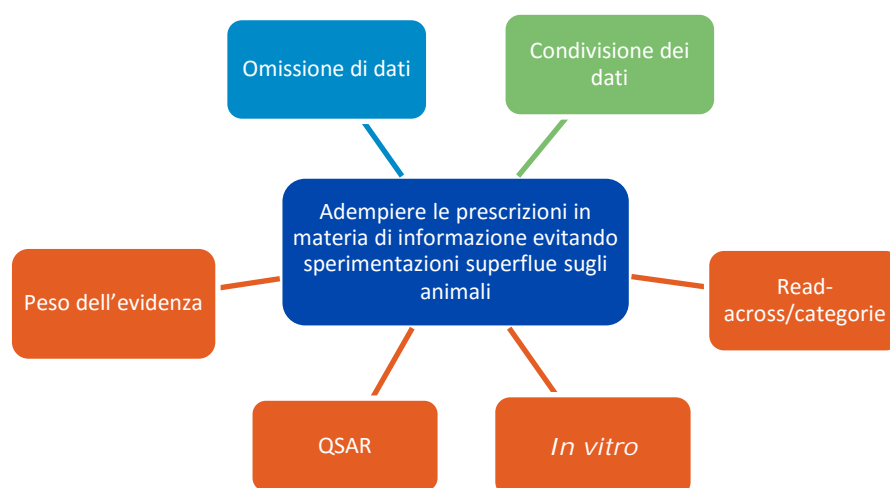 Omissione di dati
Condivisione dei
dati
Adempiere le prescrizioni in
materia di informazione evitando
sperimentazioni superflue sugli
animali
Peso dell’evidenza
Read-
across/categorie
QSAR
In vitro